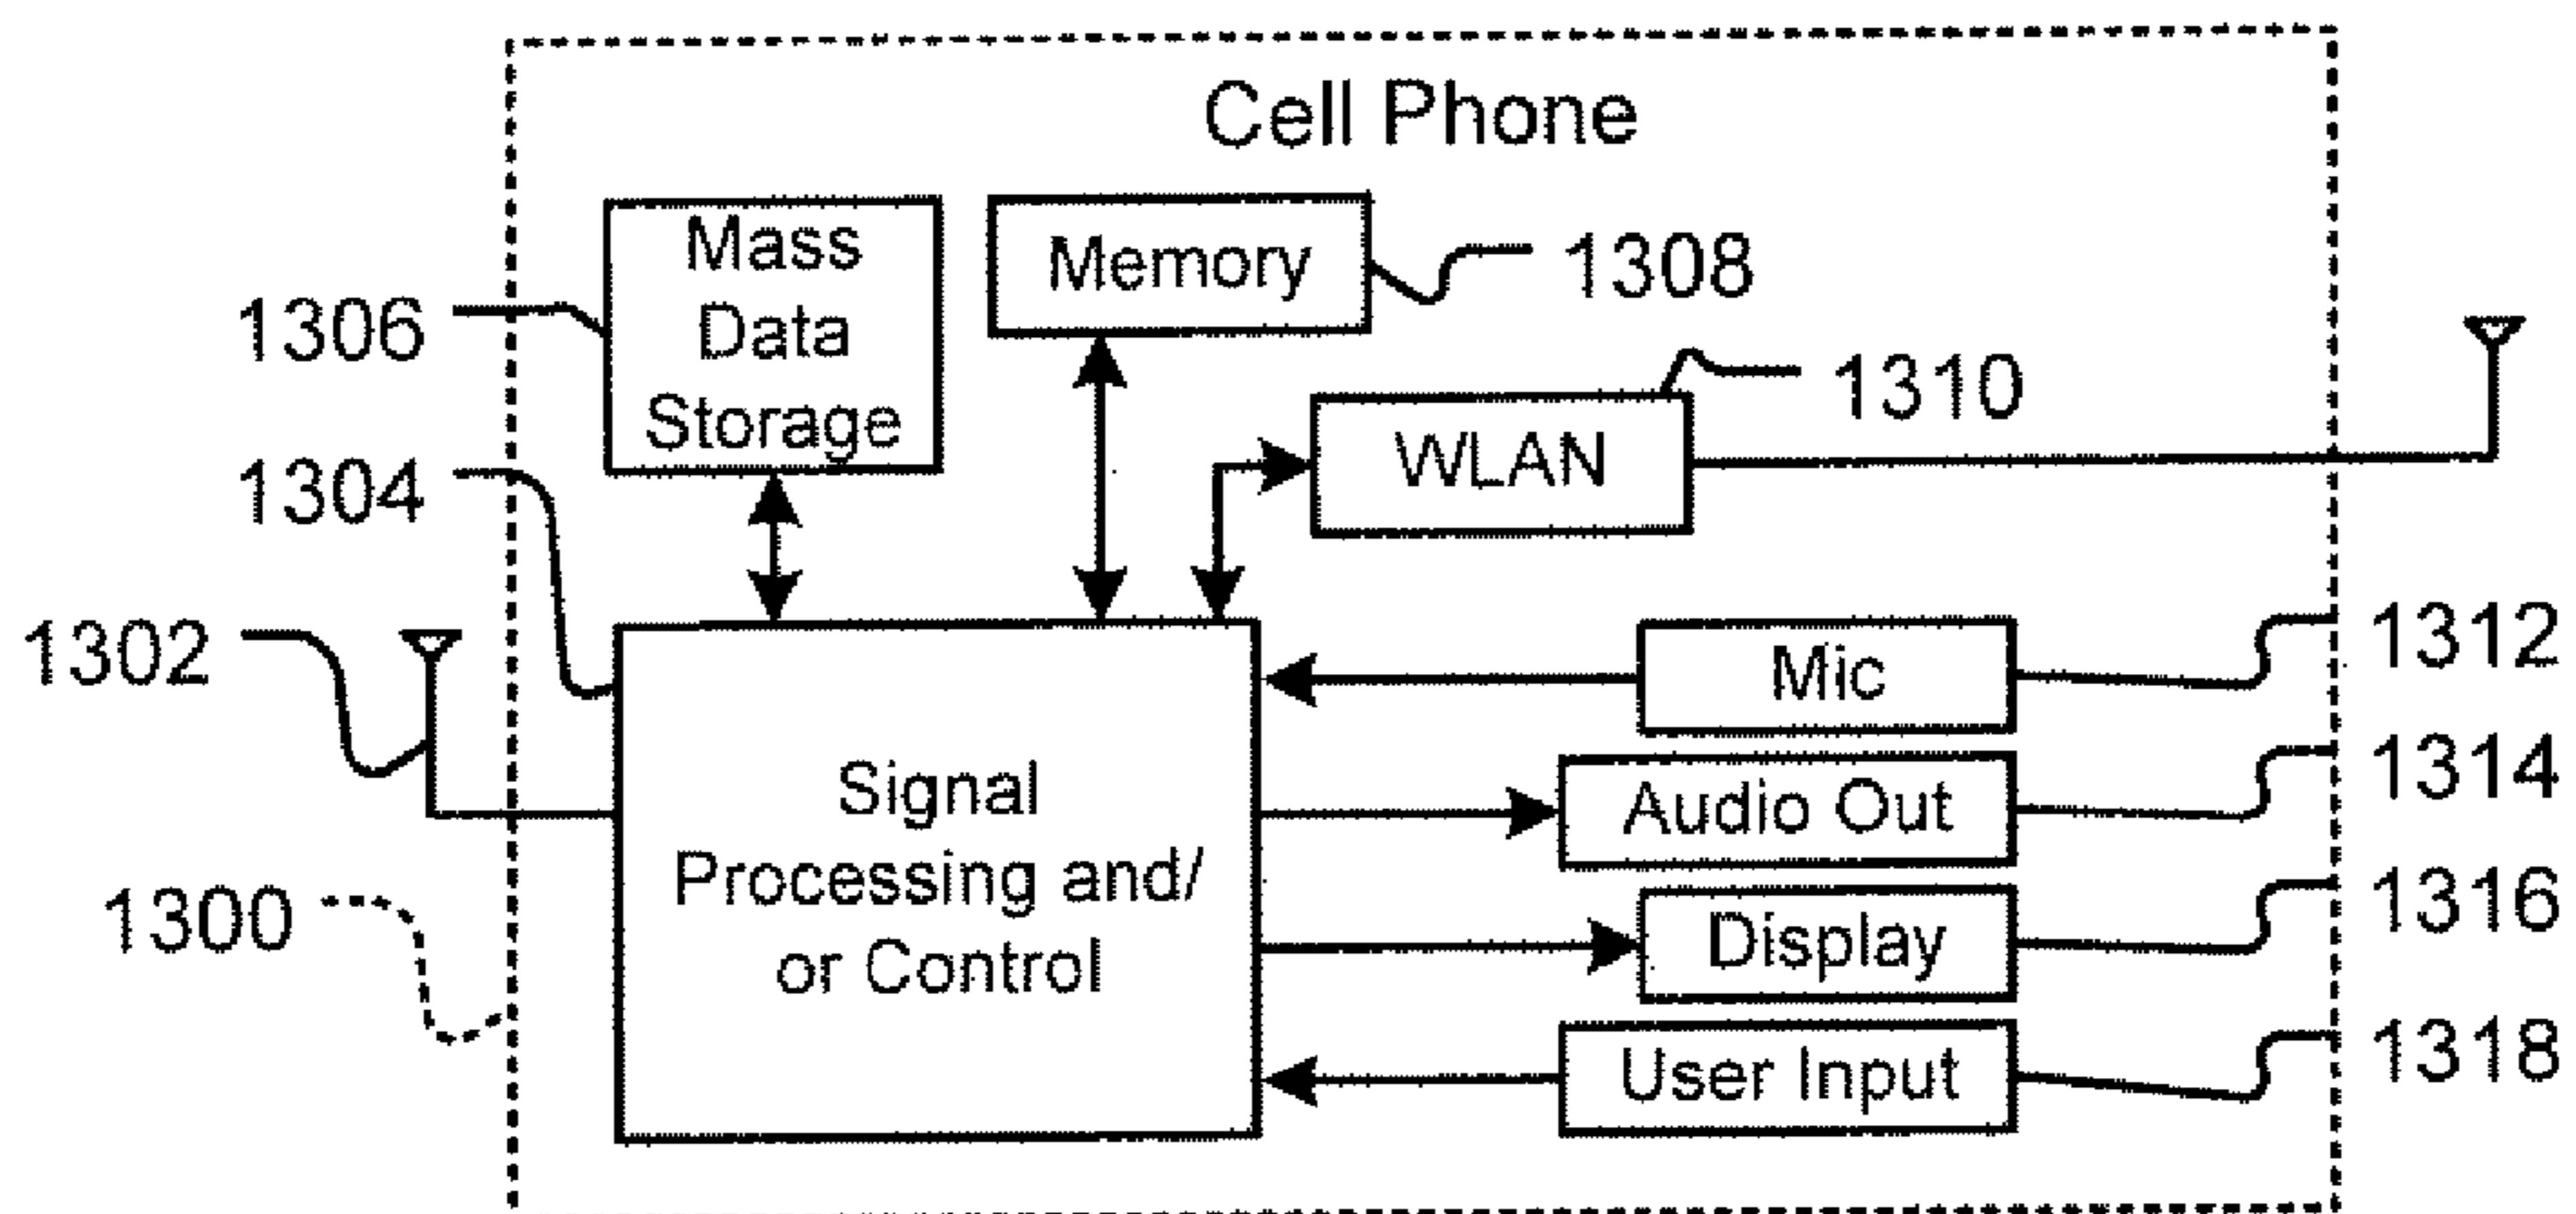 Cell Phone
Mass
Data
Storage
Memory
1308
1306
1310
WLAN
1304
1302
Mic
1312
Signal
Processing and/
or Control
Audio Out
1314
1300
Display
1316
User Input
1318